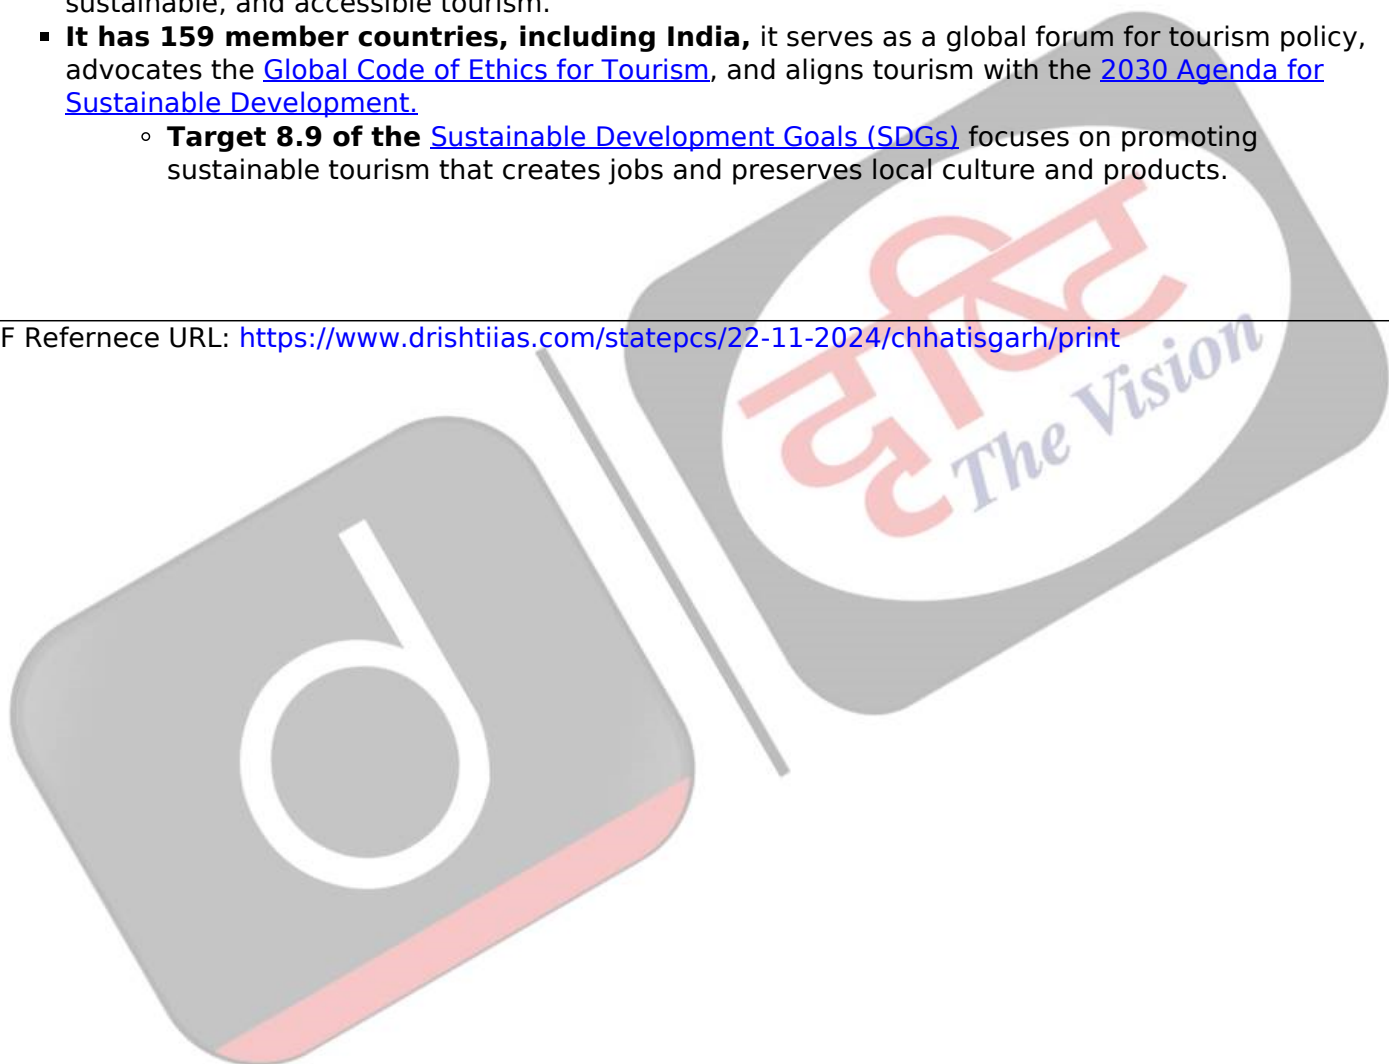 sustainable, and accessible tourism.
It has 159 member countries, including India, it serves as a global forum for tourism policy,
advocates the Global Code of Ethics for Tourism, and aligns tourism with the 2030 Agenda for
Sustainable Development.
Target 8.9 of the Sustainable Development Goals (SDGs) focuses on promoting
sustainable tourism that creates jobs and preserves local culture and products.
F Refernece URL: https://www.drishtiias.com/statepcs/22-11-2024/chhatisgarh/print
दृष्टि
The Vision